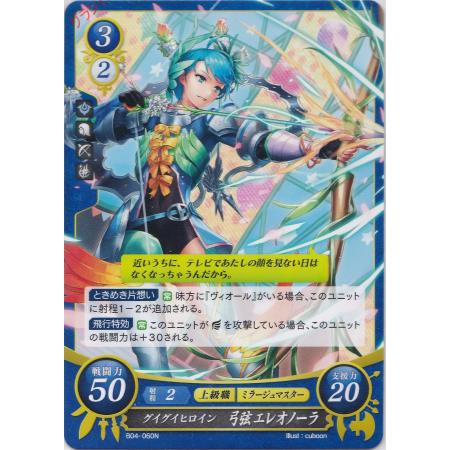 クラシ
3
2
近いうちに、テレビであたしの顔を見ない日は
なくなっちゃうんだから。
ときめき片想い 常 味方に『ヴィオール』がいる場合、このユニット
に射程1－2が追加される。
飛行特効 常 このユニットが を攻撃している場合、このユニット
の戦闘力は＋30される。
戦闘力
50
射程 2
上級職
ミラージュマスター
支援力
20
グイグイヒロイン 弓弦エレオノーラ
B04-060N
Illust : cuboon